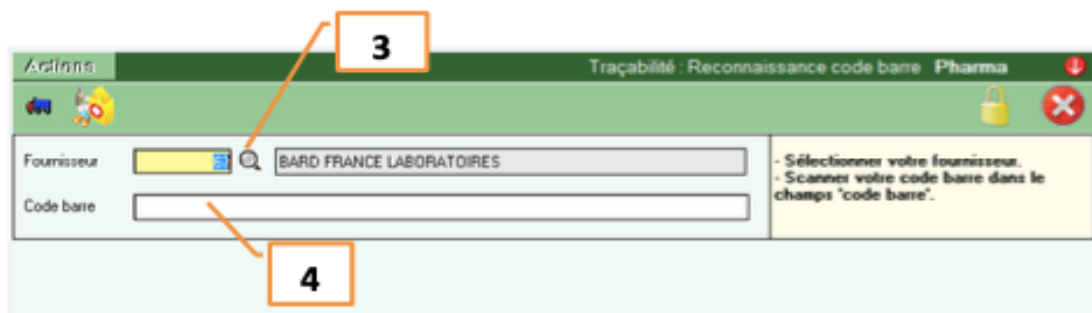 3
Actions
Traçabilité : Reconnaissance code barre Pharma
Fournisseur
BARD FRANCE LABORATOIRES
- Sélectionner votre fournisseur.
- Scanner votre code barre dans le
champs "code barre".
Code barre
4